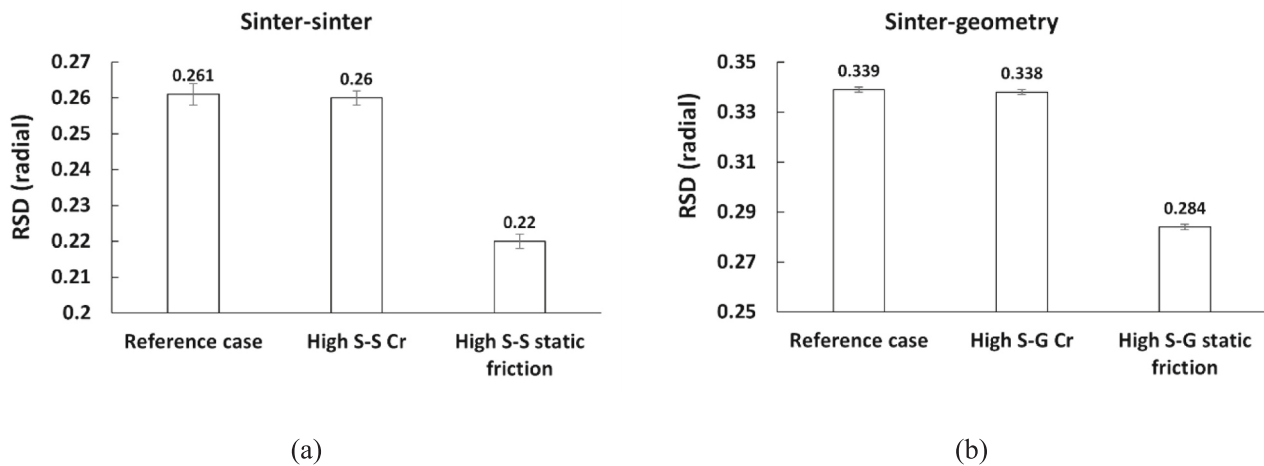 Sinter-sinter
RSD (radial)
0.27
0.26
0.25
0.24
0.23
0.22
0.21
0.2
0.261
0.26
0.22
Reference case
High S-S Cr
High S-S static
friction
(a)
Sinter-geometry
RSD (radial)
0.35
0.33
0.31
0.29
0.27
0.25
0.339
0.338
0.284
Reference case
High S-G Cr
High S-G static
friction
(b)